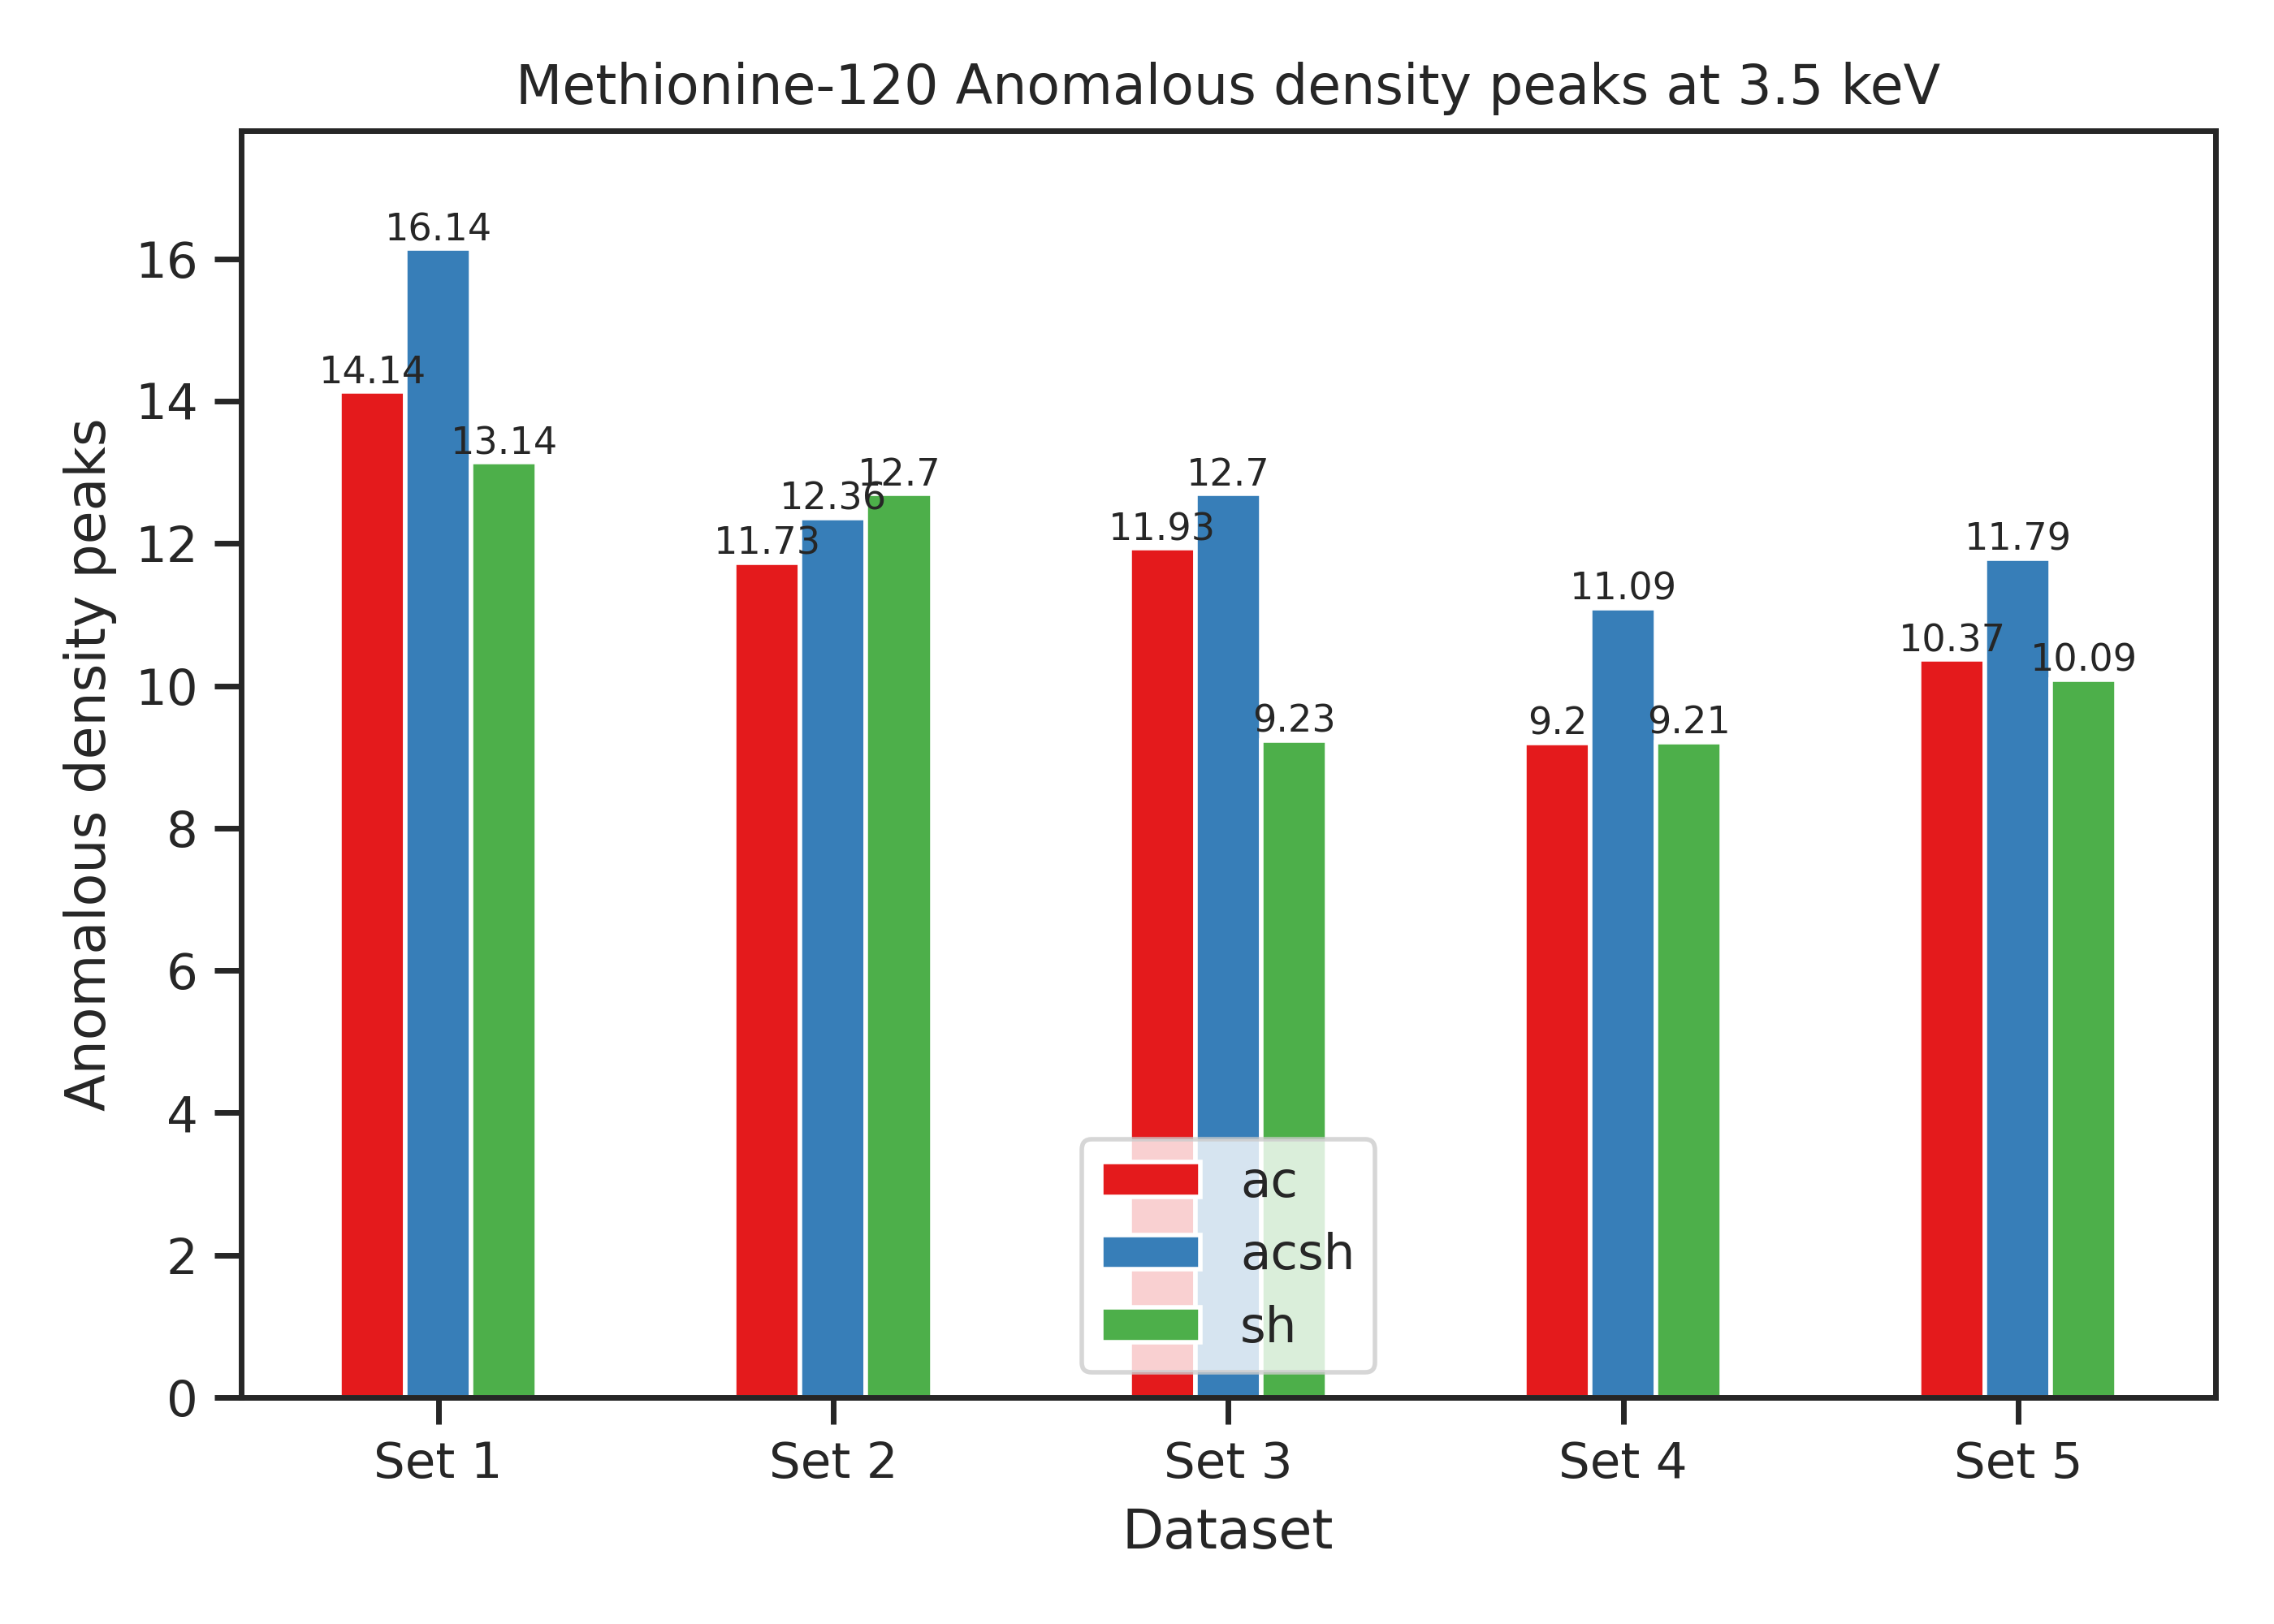 Methionine-120 Anomalous density peaks at 3.5 keV
Anomalous density peaks
16
14
12
10
8
6
4
2
0
14.14
16.14
13.14
11.73
12.36
12.7
11.93
12.7
9.23
9.2
11.09
9.21
10.37
11.79
10.09
ac
acsh
sh
Set 1
Set 2
Set 3
Set 4
Set 5
Dataset